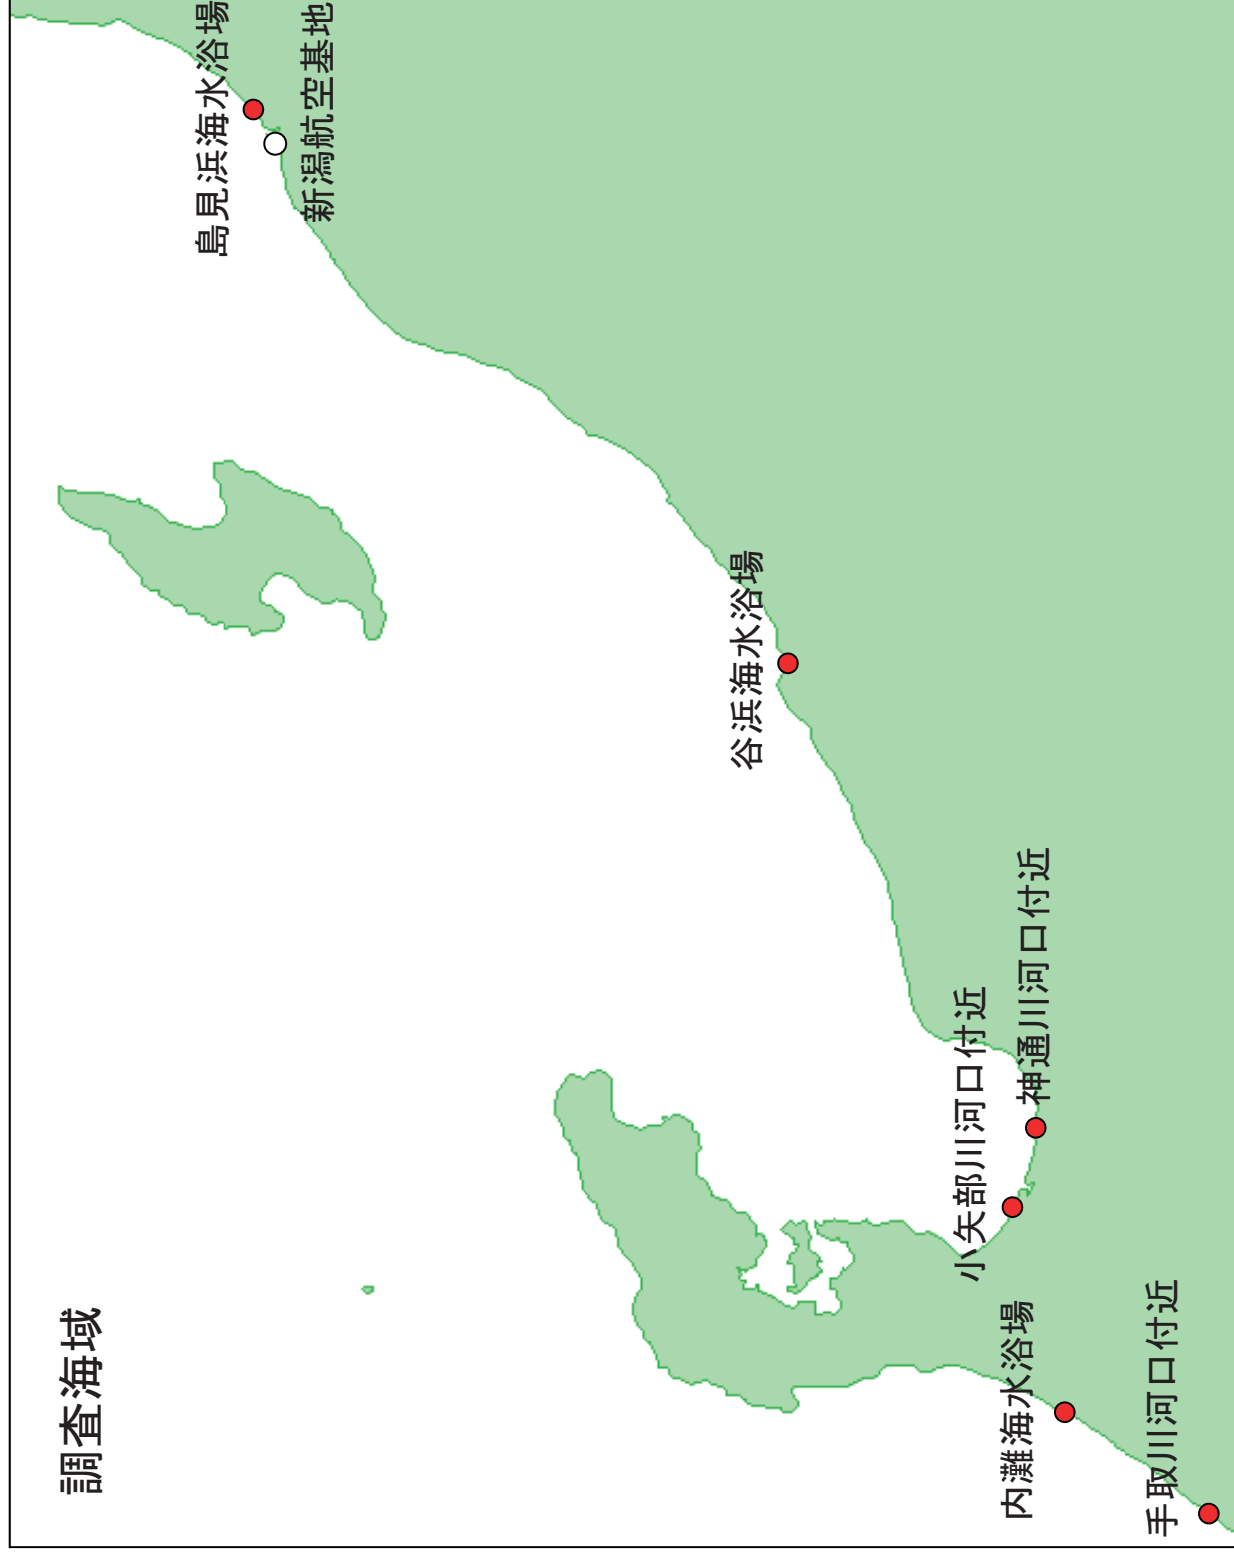 調査海域
島見浜海水浴場
新潟航空基地
谷浜海水浴場
小矢部川河口付近
神通川河口付近
内灘海水浴場
手取川河口付近